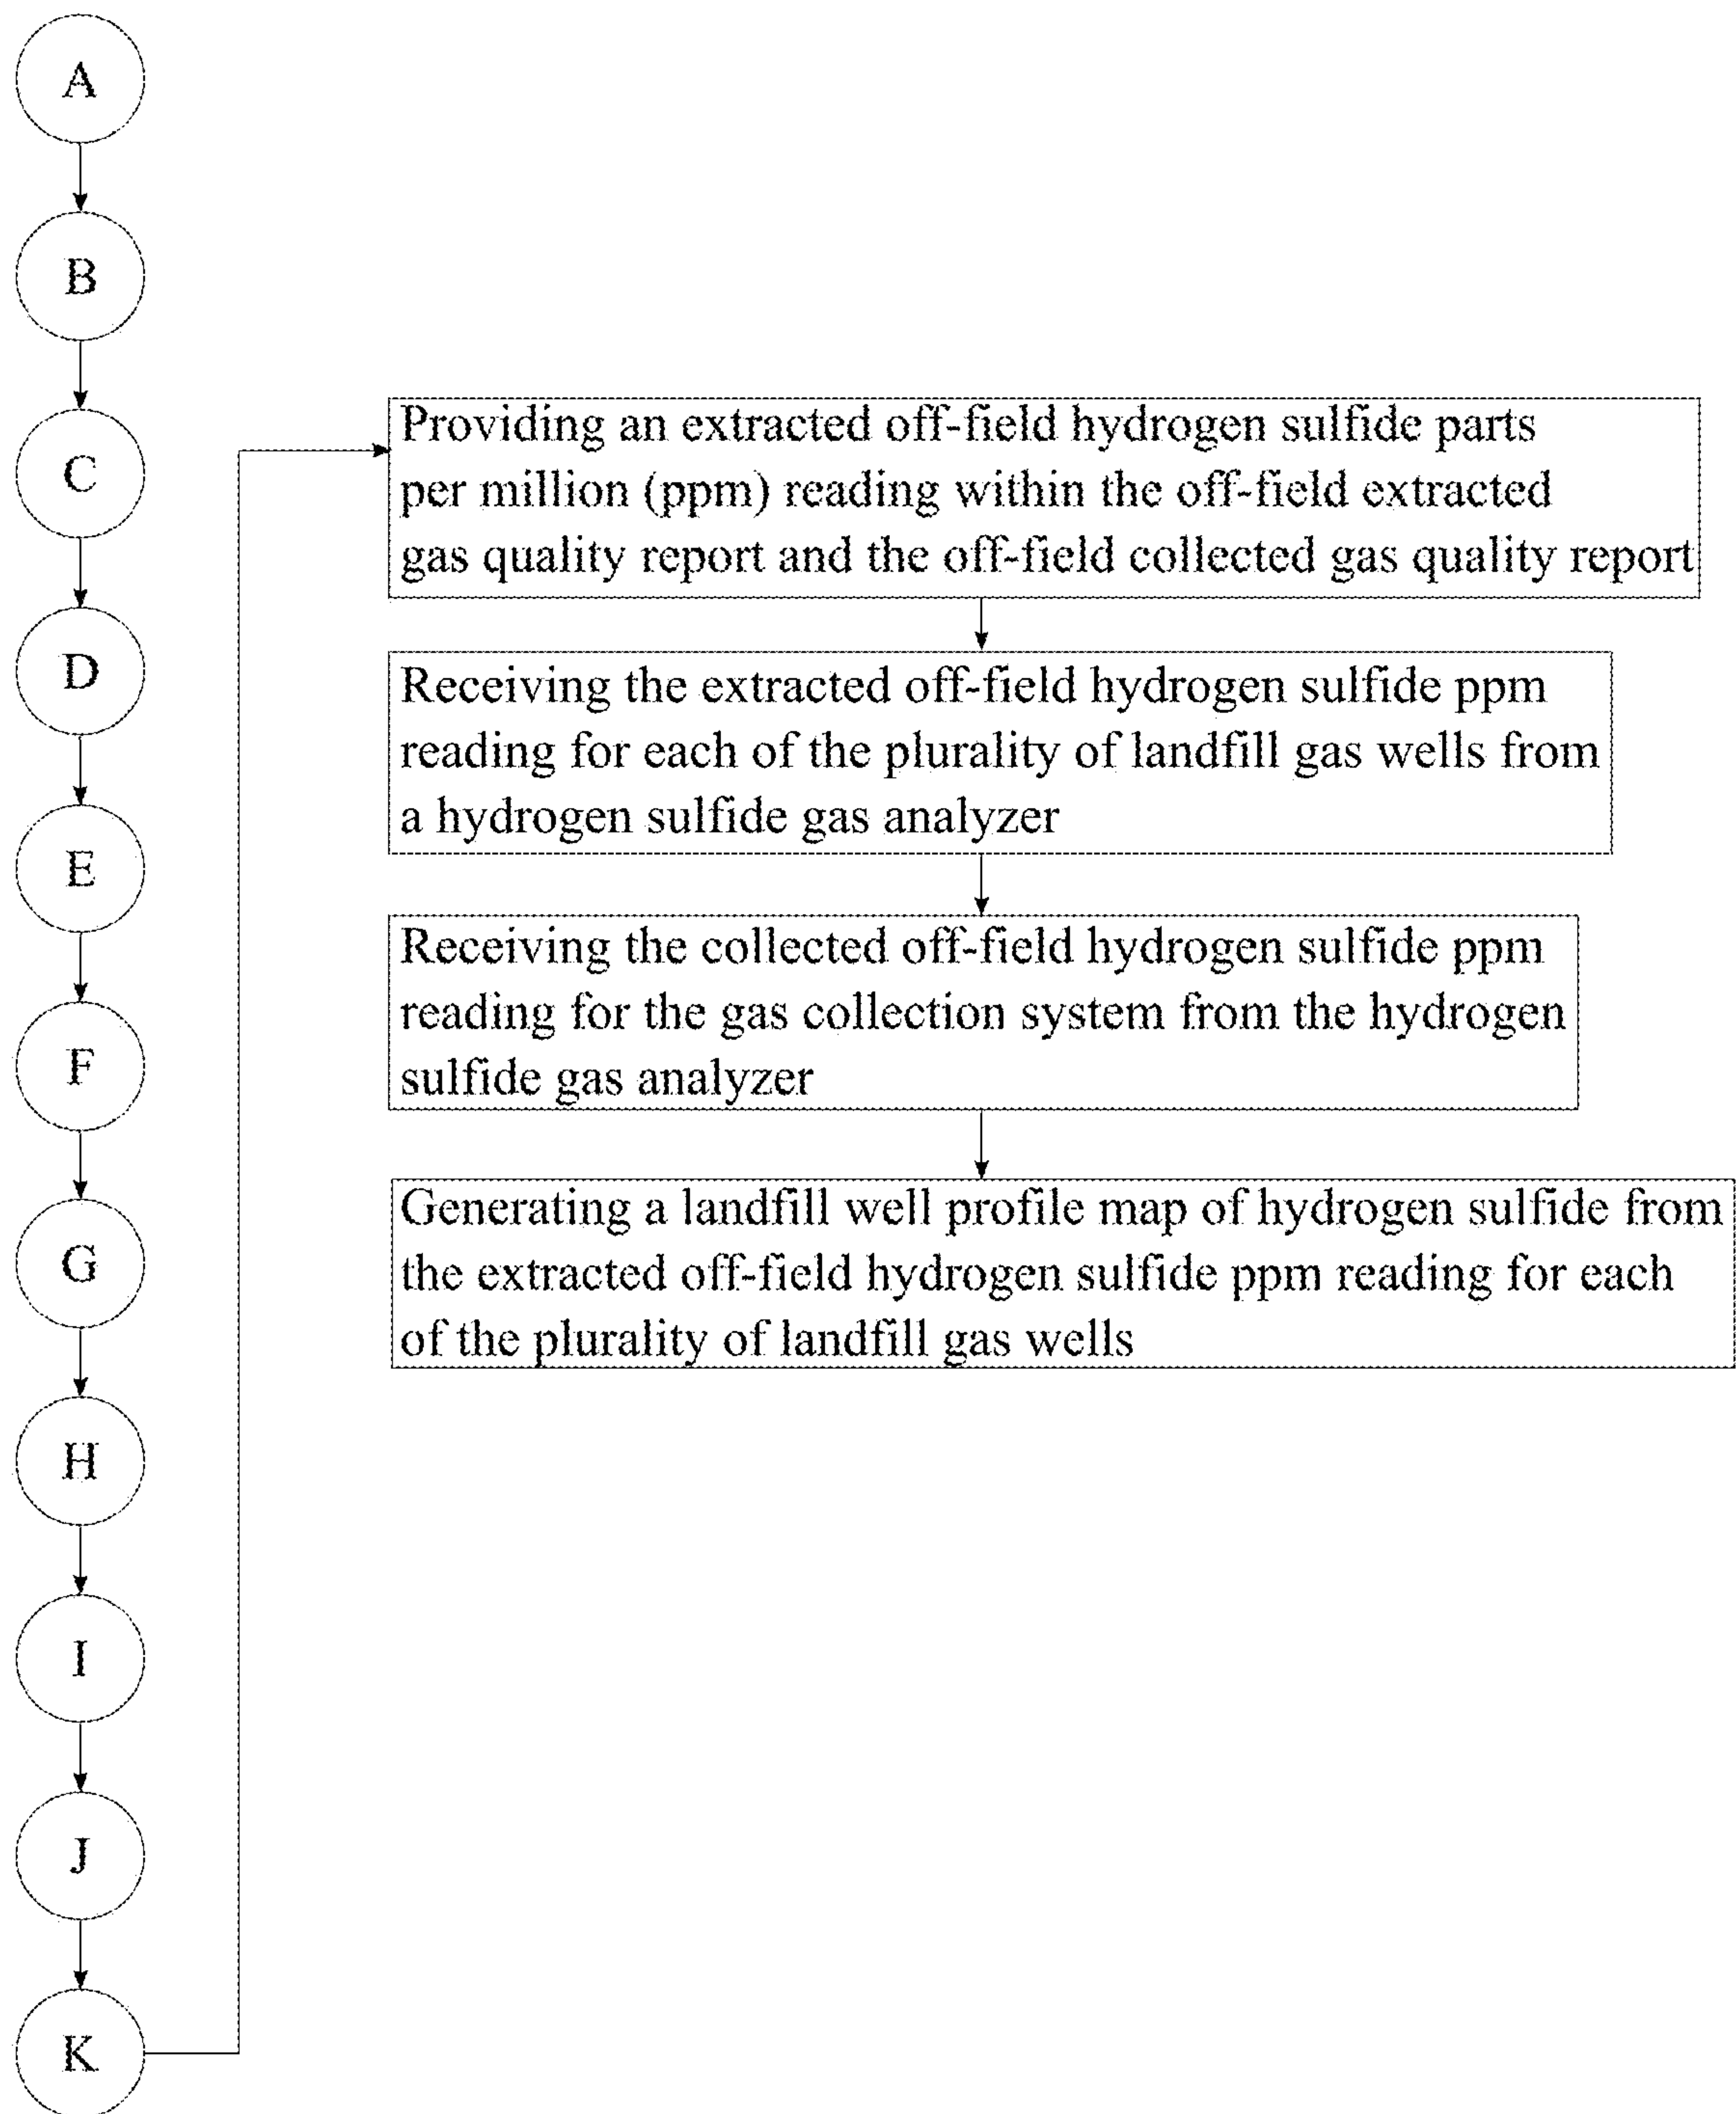 A
B
C
D
E
F
G
H
I
J
K
Providing an extracted off-field hydrogen sulfide parts
per million (ppm) reading within the off-field extracted
gas quality report and the off-field collected gas quality report
Receiving the extracted off-field hydrogen sulfide ppm
reading for each of the plurality of landfill gas wells from
a hydrogen sulfide gas analyzer
Receiving the collected off-field hydrogen sulfide ppm
reading for the gas collection system from the hydrogen
sulfide gas analyzer
Generating a landfill well profile map of hydrogen sulfide from
the extracted off-field hydrogen sulfide ppm reading for each
of the plurality of landfill gas wells